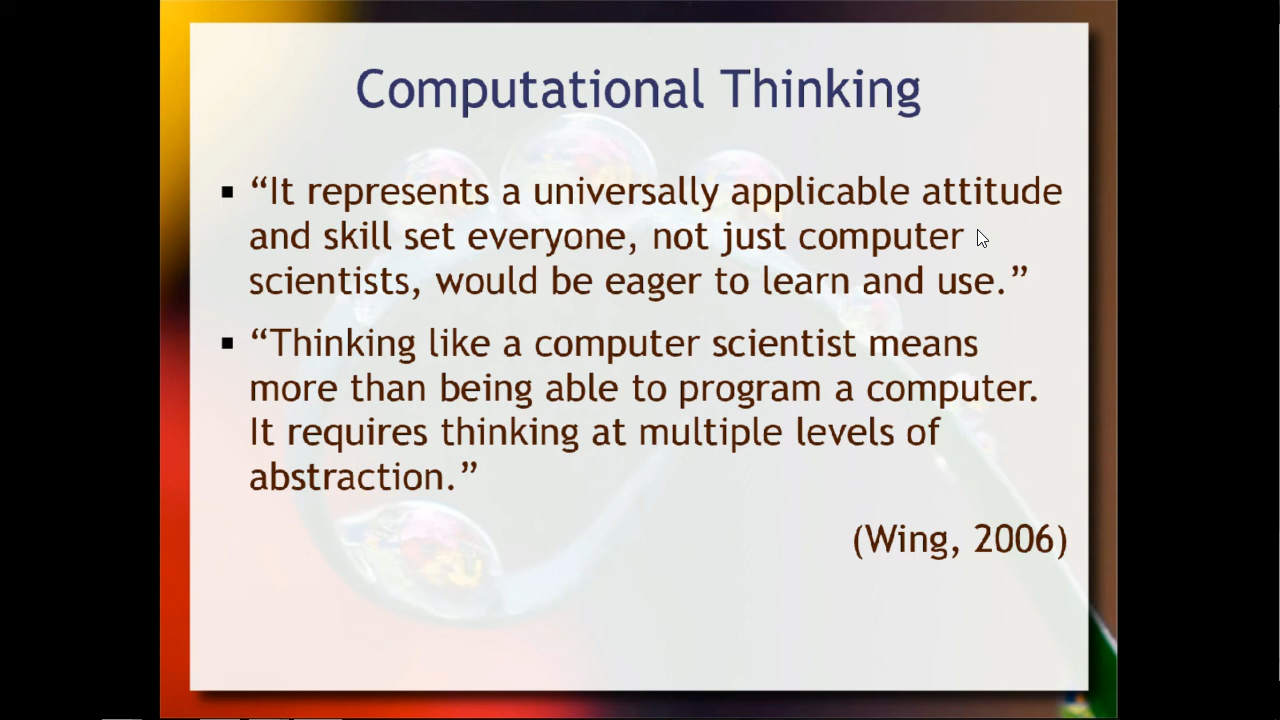 Computational Thinking
▪ “It represents a universally applicable attitude
and skill set everyone, not just computer
scientists, would be eager to learn and use.”
▪ “Thinking like a computer scientist means
more than being able to program a computer.
It requires thinking at multiple levels of
abstraction.”
(Wing, 2006)